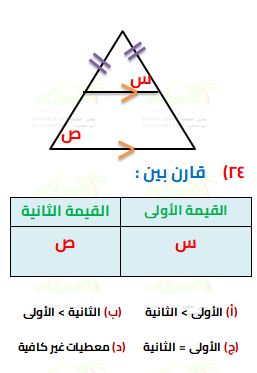 س
ص
٢٤) قارن بين :
القيمة الأولى القيمة الثانية
س ص
(أ) الأولى > الثانية (ب) الثانية > الأولى
(ج) الأولى = الثانية (د) معطيات غير كافية